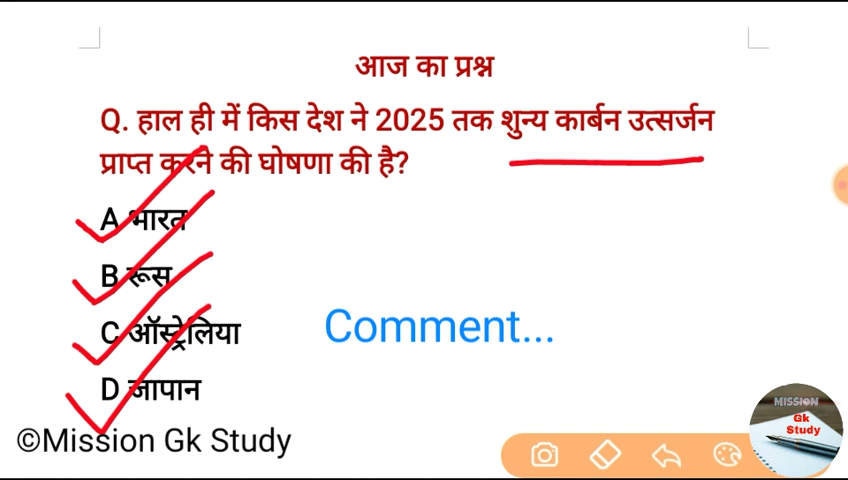 आज का प्रश्न
Q. हाल ही में किस देश ने 2025 तक शुन्य कार्बन उत्सर्जन
प्राप्त करने की घोषणा की है?
A भारत
B रूस
C ऑस्ट्रेलिया
D जापान
Comment...
©Mission Gk Study
MISSION
Gk
Study